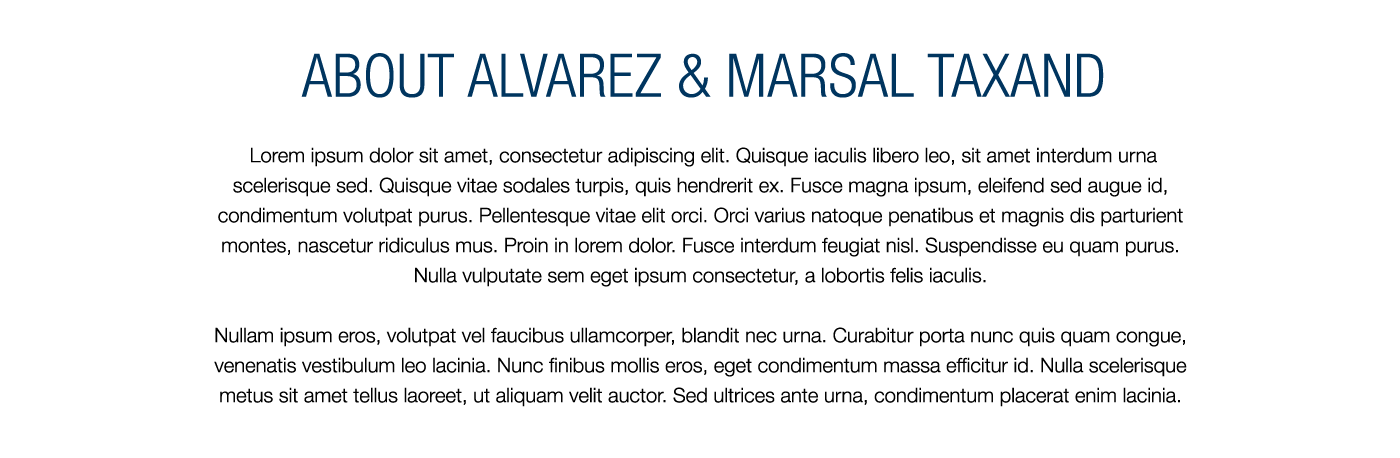 ABOUT ALVAREZ & MARSAL TAXAND
Lorem ipsum dolor sit amet, consectetur adipiscing elit. Quisque iaculis libero leo, sit amet interdum urna
scelerisque sed. Quisque vitae sodales turpis, quis hendrerit ex. Fusce magna ipsum, eleifend sed augue id,
condimentum volutpat purus. Pellentesque vitae elit orci. Orci varius natoque penatibus et magnis dis parturient
montes, nascetur ridiculus mus. Proin in lorem dolor. Fusce interdum feugiat nisl. Suspendisse eu quam purus.
Nulla vulputate sem eget ipsum consectetur, a lobortis felis iaculis.
Nullam ipsum eros, volutpat vel faucibus ullamcorper, blandit nec urna. Curabitur porta nunc quis quam congue,
venenatis vestibulum leo lacinia. Nunc finibus mollis eros, eget condimentum massa efficitur id. Nulla scelerisque
metus sit amet tellus laoreet, ut aliquam velit auctor. Sed ultrices ante urna, condimentum placerat enim lacinia.